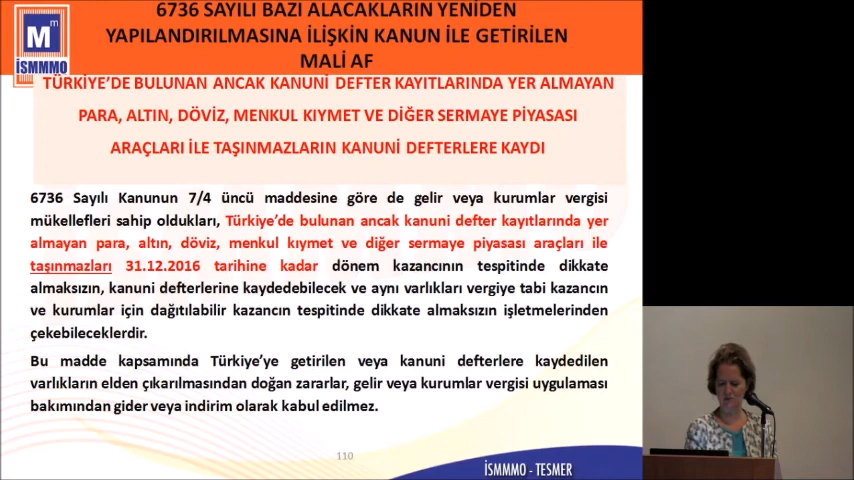 6736 SAYILI BAZI ALACAKLARIN YENİDEN
YAPILANDIRILMASINA İLİŞKİN KANUN İLE GETİRİLEN
MALİ AF
Mm
İSMMMO
TÜRKİYE’DE BULUNAN ANCAK KANUNİ DEFTER KAYITLARINDA YER ALMAYAN
PARA, ALTIN, DÖVİZ, MENKUL KIYMET VE DİĞER SERMAYE PİYASASI
ARAÇLARI İLE TAŞINMAZLARIN KANUNİ DEFTERLERE KAYDI
6736 Sayılı Kanunun 7/4 üncü maddesine göre de gelir veya kurumlar vergisi
mükellefleri sahip oldukları, Türkiye’de bulunan ancak kanuni defter kayıtlarında yer
almayan para, altın, döviz, menkul kıymet ve diğer sermaye piyasası araçları ile
taşınmazları 31.12.2016 tarihine kadar dönem kazancının tespitinde dikkate
almaksızın, kanuni defterlerine kaydedebilecek ve aynı varlıkları vergiye tabi kazancın
ve kurumlar için dağıtılabilir kazancın tespitinde dikkate almaksızın işletmelerinden
çekebileceklerdir.
Bu madde kapsamında Türkiye’ye getirilen veya kanuni defterlere kaydedilen
varlıkların elden çıkarılmasından doğan zararlar, gelir veya kurumlar vergisi uygulaması
bakımından gider veya indirim olarak kabul edilmez.
110
İSMMMO - TESMER